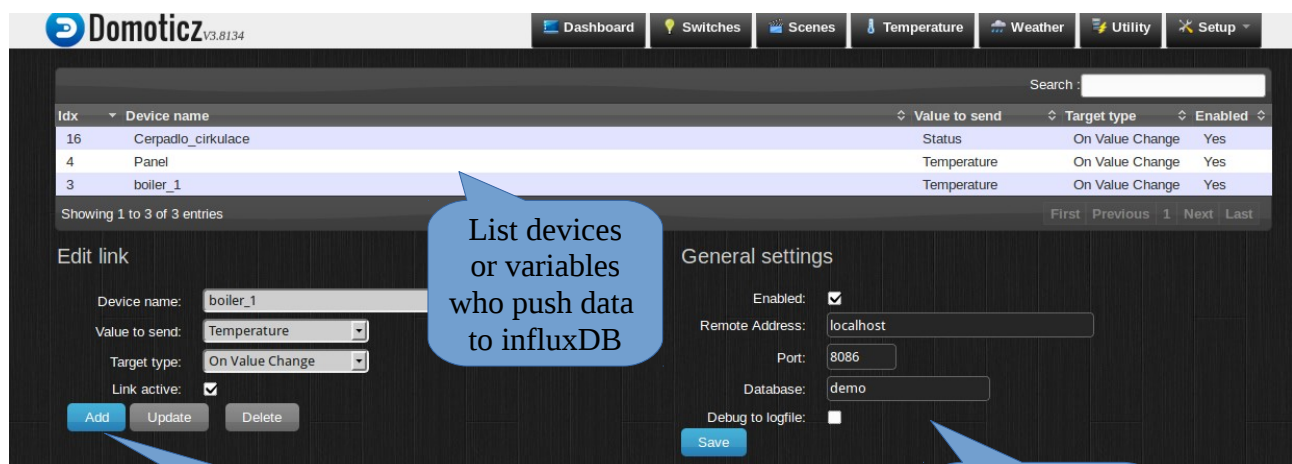 Domoticz V3.8134 Dashboard Switches Scenes Temperature Weather Utility Setup
Search :
Idx Device name Value to send Target type Enabled
16 Cerpadlo_cirkulace Status On Value Change Yes
4 Panel Temperature On Value Change Yes
3 boiler_1 Temperature On Value Change Yes
Showing 1 to 3 of 3 entries First Previous 1 Next Last
List devices
or variables
who push data
to influxDB
Edit link
Device name: boiler_1
Value to send: Temperature
Target type: On Value Change
Link active:
Add Update Delete
General settings
Enabled:
Remote Address: localhost
Port: 8086
Database: demo
Debug to logfile:
Save